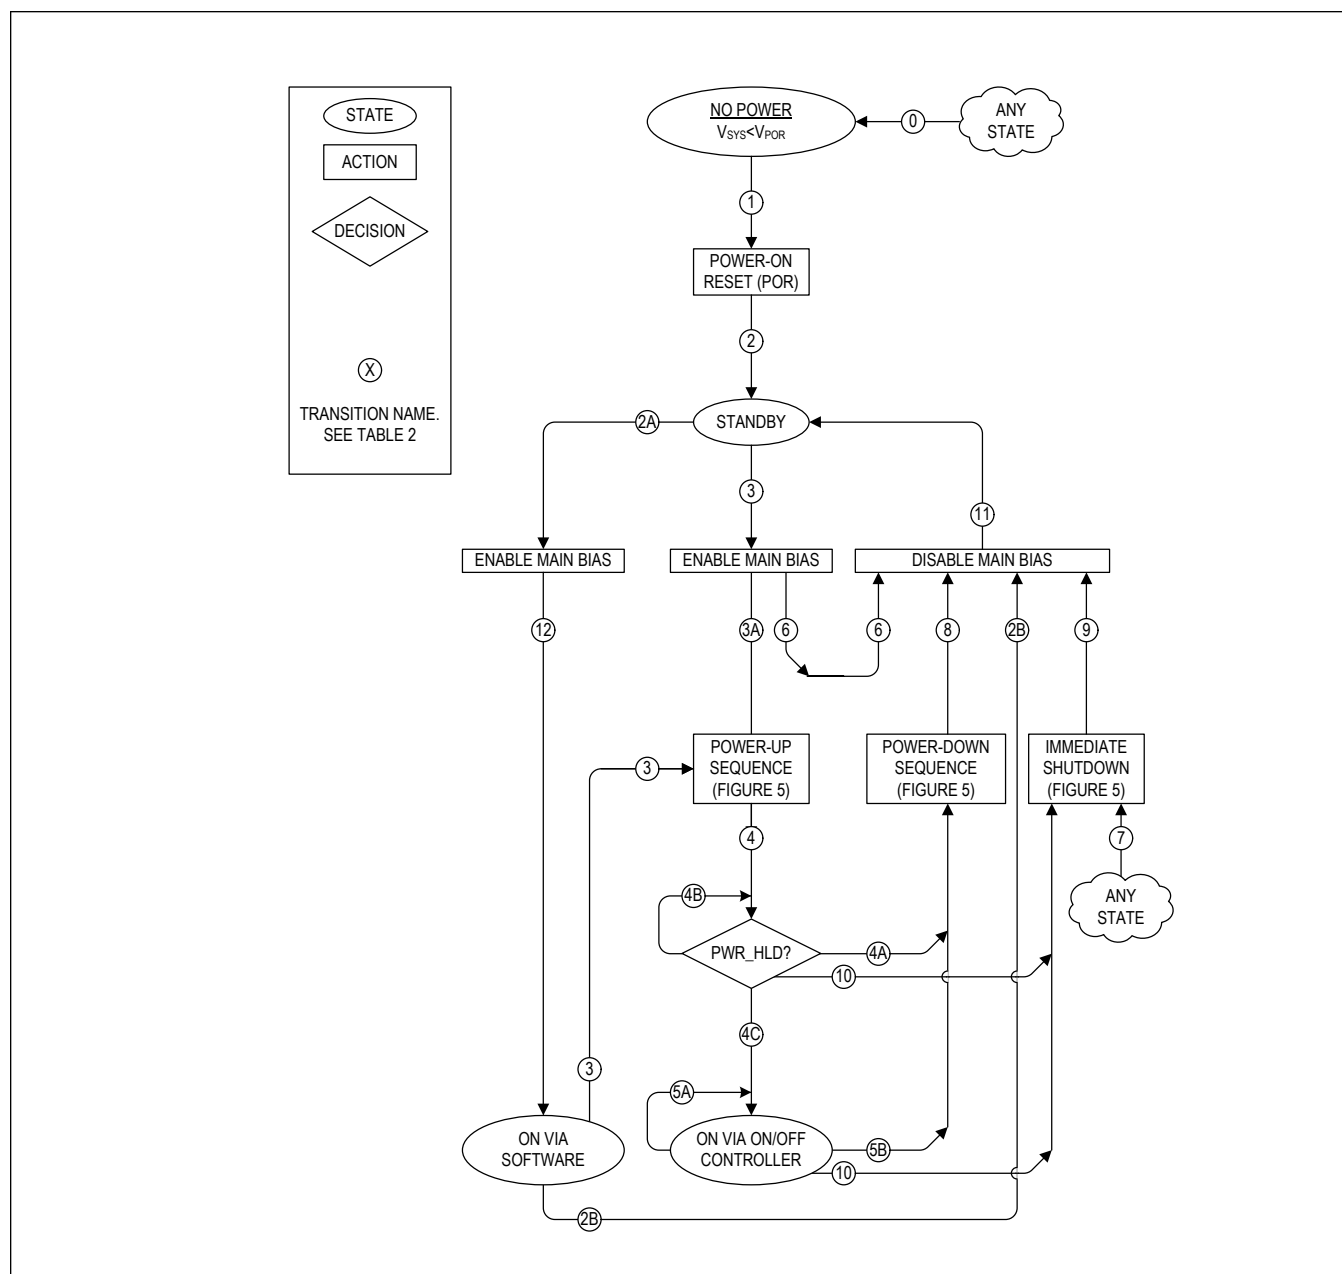 STATE
ACTION
DECISION
X
TRANSITION NAME.
SEE TABLE 2
NO POWER
VSYS<VPOR
0
ANY
STATE
1
POWER-ON
RESET (POR)
2
2A
STANDBY
3
11
ENABLE MAIN BIAS
ENABLE MAIN BIAS
DISABLE MAIN BIAS
12
3A
6
6
8
2B
9
3
POWER-UP
SEQUENCE
(FIGURE 5)
POWER-DOWN
SEQUENCE
(FIGURE 5)
IMMEDIATE
SHUTDOWN
(FIGURE 5)
4
7
4B
ANY
STATE
PWR_HLD?
4A
10
4C
3
5A
ON VIA
SOFTWARE
ON VIA ON/OFF
CONTROLLER
5B
10
2B